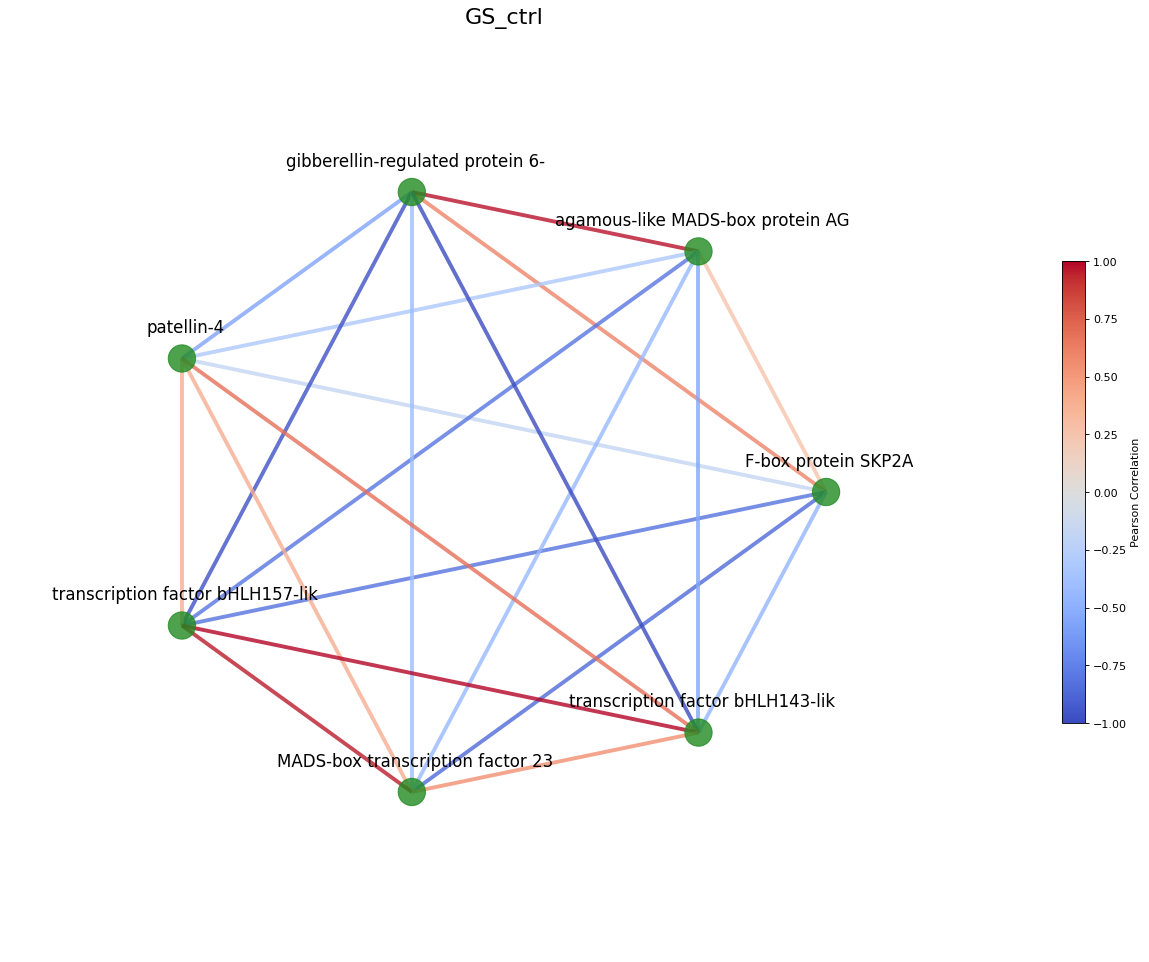 GS_ctrl
gibberellin-regulated protein 6-
agamous-like MADS-box protein AG
patellin-4
F-box protein SKP2A
transcription factor bHLH157-lik
transcription factor bHLH143-lik
MADS-box transcription factor 23
1.00
0.75
0.50
0.25
0.00
−0.25
−0.50
−0.75
−1.00
Pearson Correlation